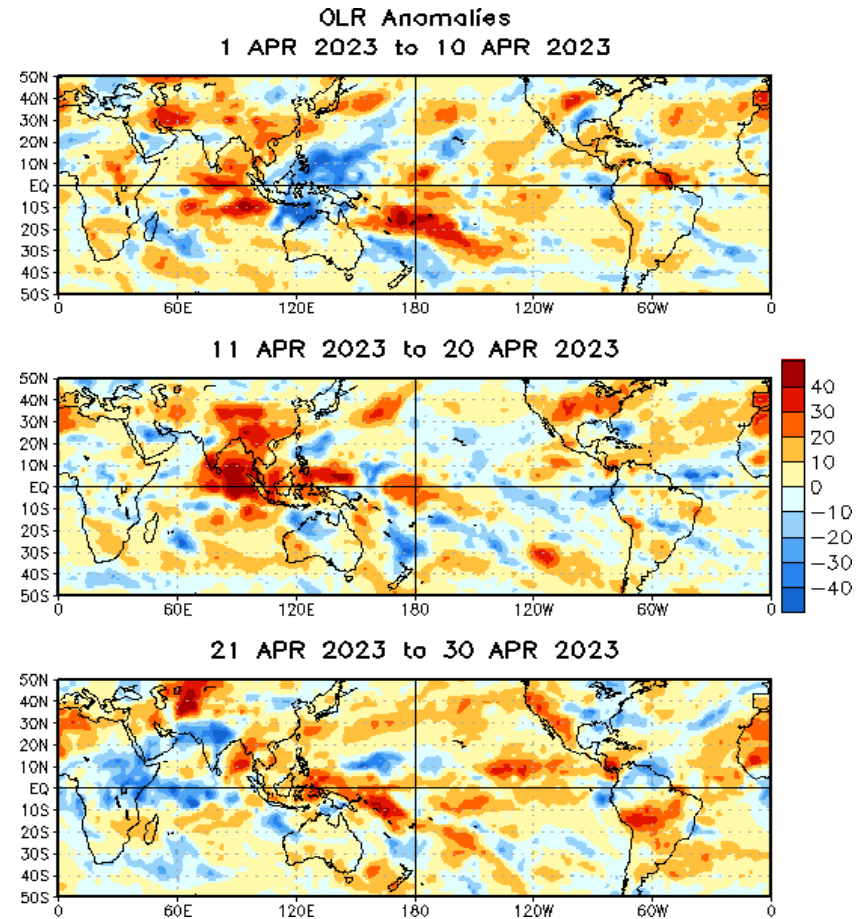 OLR Anomalies
1 APR 2023 to 10 APR 2023
50N
40N
30N
20N
10N
EQ
10S
20S
30S
40S
50S
0 60E 120E 180 120W 60W 0
11 APR 2023 to 20 APR 2023
50N
40N
30N
20N
10N
EQ
10S
20S
30S
40S
50S
0 60E 120E 180 120W 60W 0
40
30
20
10
0
-10
-20
-30
-40
21 APR 2023 to 30 APR 2023
50N
40N
30N
20N
10N
EQ
10S
20S
30S
40S
50S
0 60E 120E 180 120W 60W 0